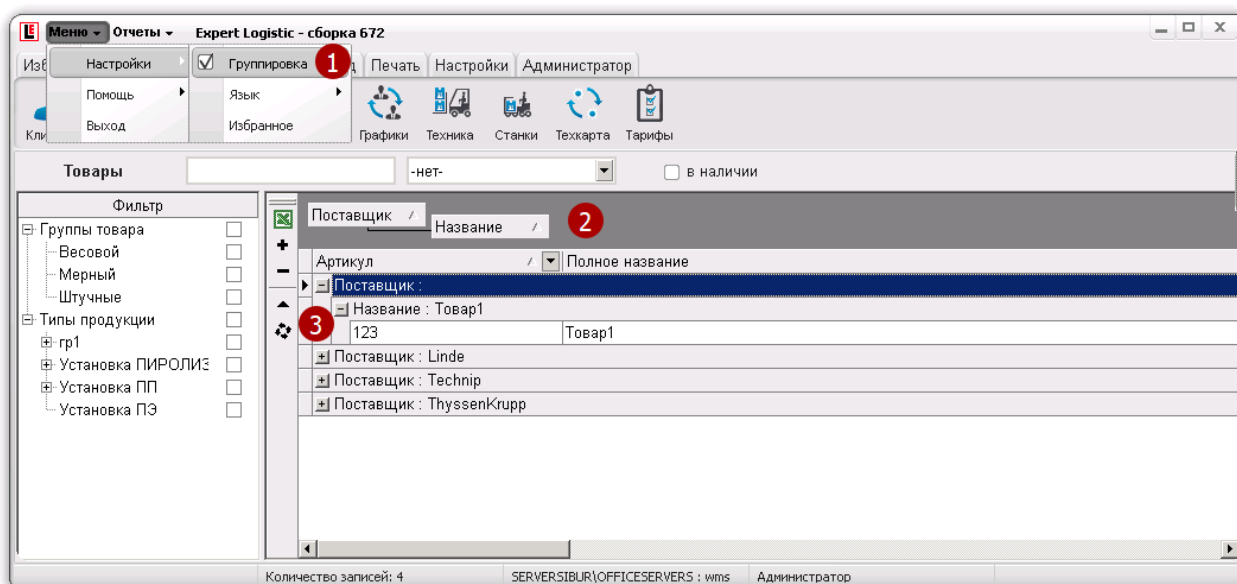 LE Меню Отчеты Expert Logistic - сборка 672
Настройки Группировка 1 Печать Настройки Администратор
Помощь Язык
Выход Избранное
Графики Техника Станки Техкарта Тарифы
Товары -нет- в наличии
Фильтр
Группы товара
Весовой
Мерный
Штучные
Типы продукции
гр1
Установка ПИРОЛИЗ
Установка ПП
Установка ПЭ
Поставщик
Название 2
Артикул Полное название
Поставщик :
Название : Товар1
3 123 Товар1
Поставщик : Linde
Поставщик : Technip
Поставщик : ThyssenKrupp
Количество записей: 4 SERVERSIBUR\OFFICESERVERS : wms Администратор